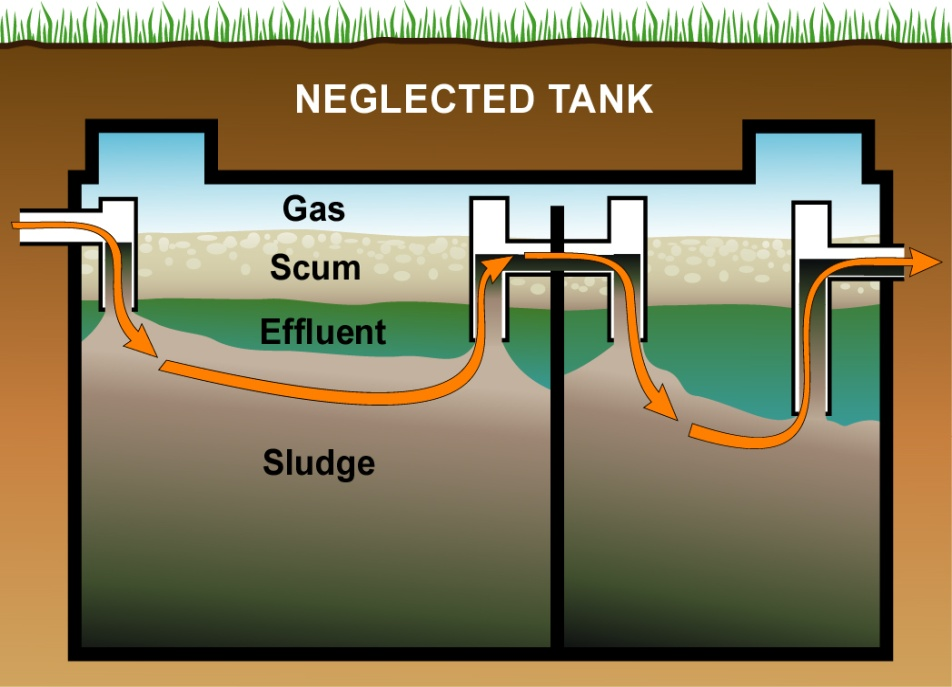 NEGLECTED TANK
Gas
Scum
Effluent
Sludge